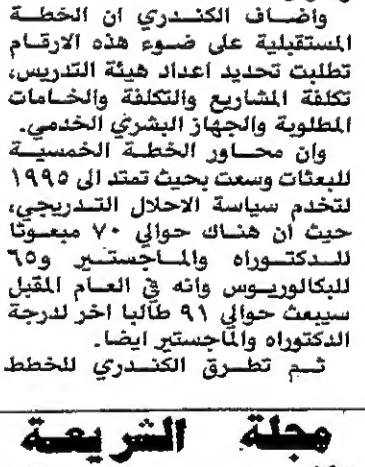 واضاف الكندري ان الخطة
المستقبلية على ضوء هذه الارقام
تطلبت تحديد اعداد هيئة التدريس،
تكلفة المشاريع والتكلفة والخامات
المطلوبة والجهاز البشري الخدمي.
وان محاور الخطة الخمسية
للبعثات وسعت بحيث تمتد الى ١٩٩٥
لتخدم سياسة الاحلال التدريجي،
حيث ان هناك حوالي ٧٠ مبعوثا
للدكتوراه والماجستير و٦٥
للبكالوريوس وانه في العام المقبل
سيبعث حوالي ٩١ طالبا اخر لدرجة
الدكتوراه والماجستير ايضا.
ثم تطرق الكندري للخطط
مجلة الشريعة